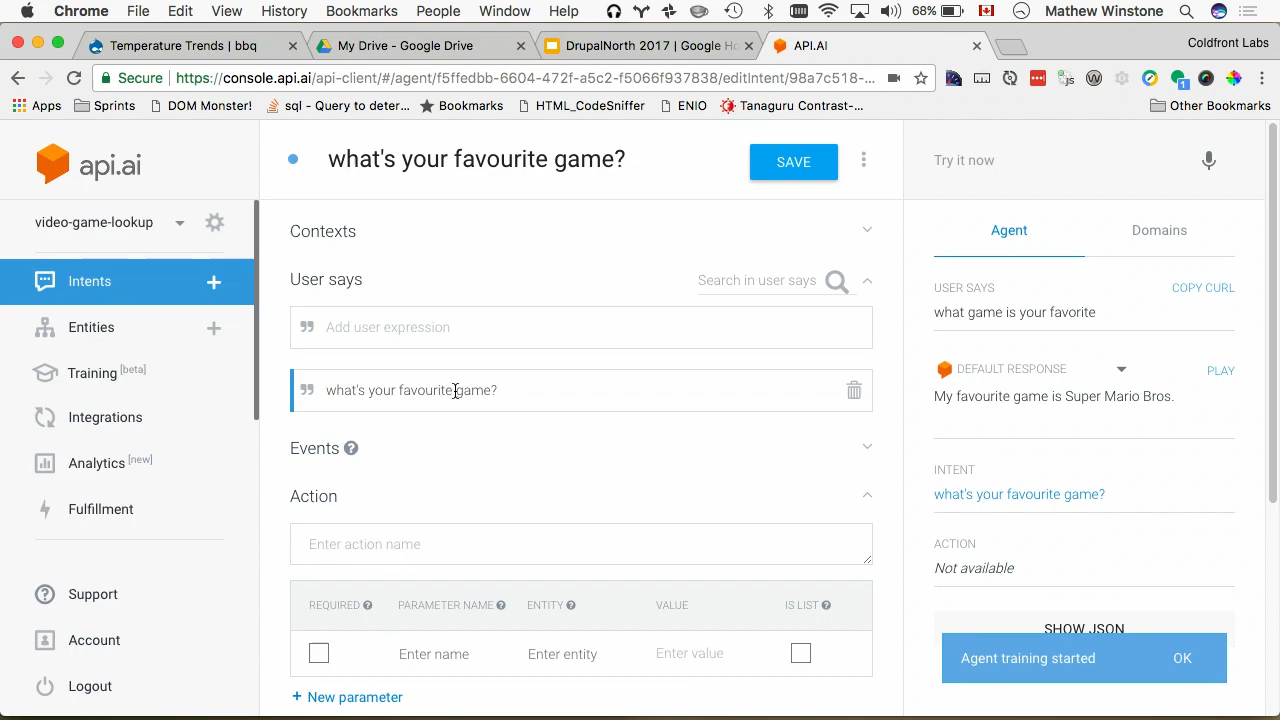 Chrome File Edit View History Bookmarks People Window Help 68% Mathew Winstone
Temperature Trends | bbq
My Drive - Google Drive
DrupalNorth 2017 | Google Ho
API.AI
Coldfront Labs
Secure https://console.api.ai/api-client/#/agent/f5ffedbb-6604-472f-a5c2-f5066f937838/editIntent/98a7c518-...
Apps Sprints DOM Monster! sql - Query to deter... Bookmarks HTML_CodeSniffer ENIO Tanaguru Contrast-... Other Bookmarks
api.ai
video-game-lookup
Intents
Entities
Training [beta]
Integrations
Analytics [new]
Fulfillment
Support
Account
Logout
what's your favourite game?
SAVE
Contexts
User says
Search in user says
Add user expression
what's your favourite game?
Events
Action
Enter action name
REQUIRED PARAMETER NAME ENTITY VALUE IS LIST
Enter name Enter entity Enter value
+ New parameter
Try it now
Agent Domains
USER SAYS COPY CURL
what game is your favorite
DEFAULT RESPONSE PLAY
My favourite game is Super Mario Bros.
INTENT
what's your favourite game?
ACTION
Not available
SHOW JSON
Agent training started OK